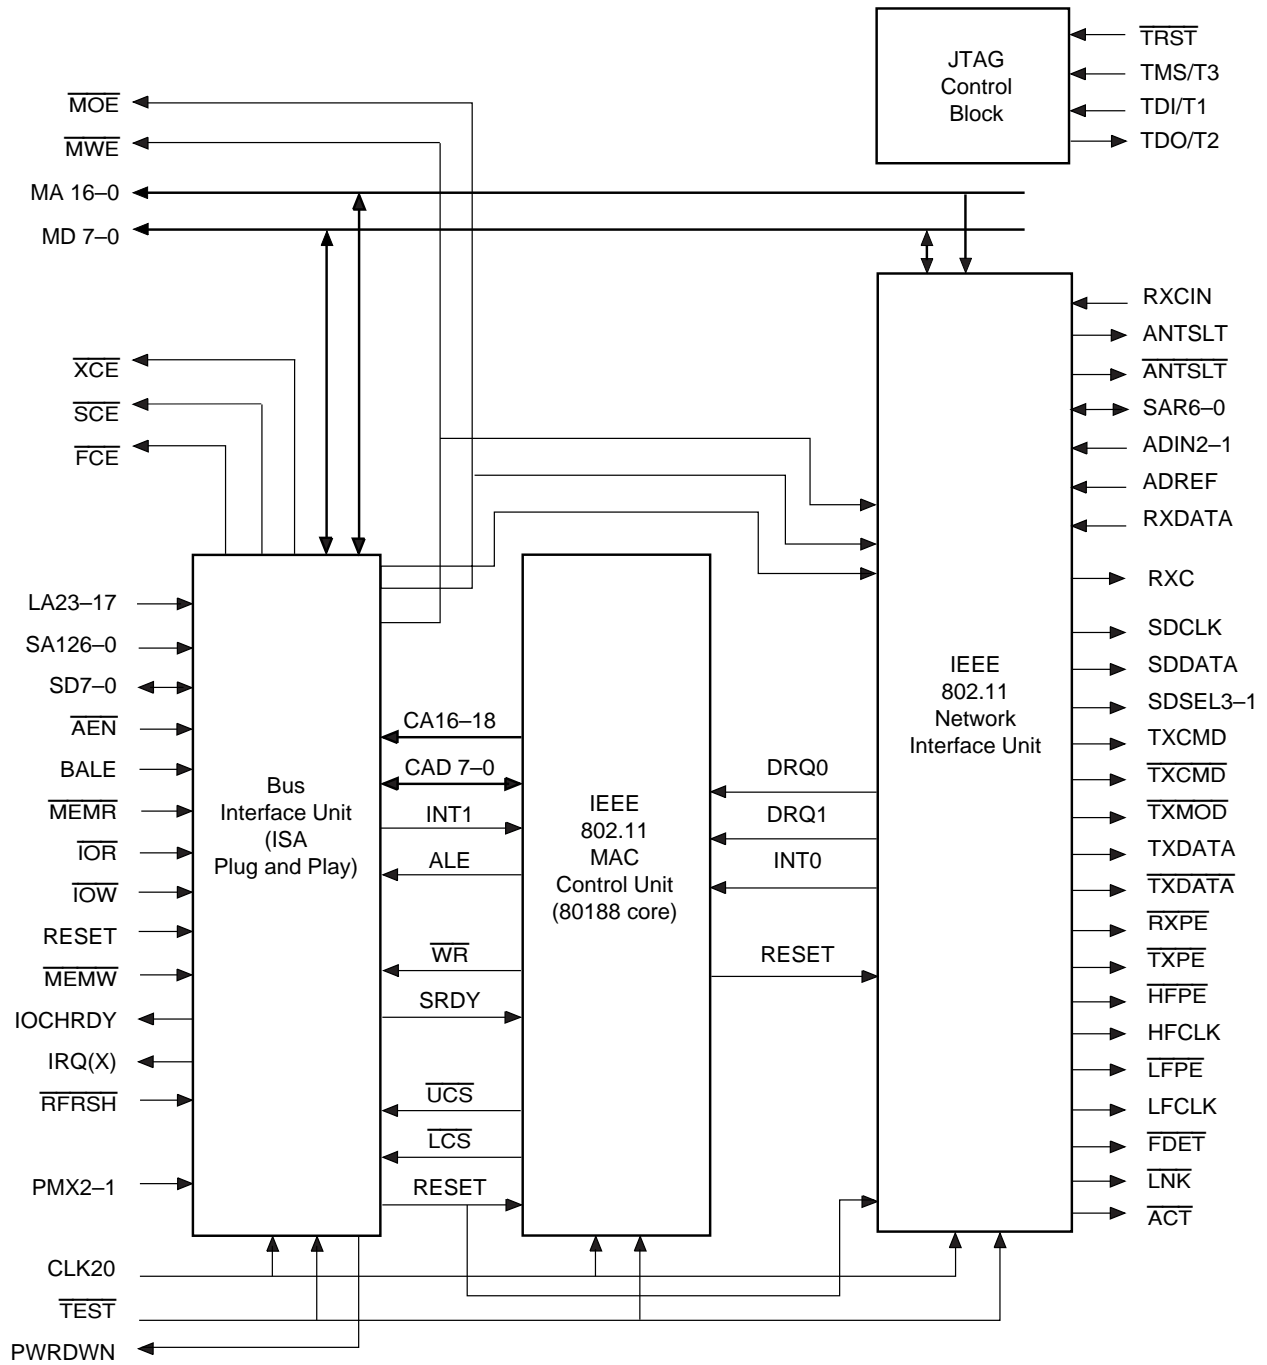 JTAG
Control
Block
TRST
TMS/T3
TDI/T1
TDO/T2
MOE
MWE
MA 16–0
MD 7–0
XCE
SCE
FCE
LA23–17
SA126–0
SD7–0
AEN
BALE
MEMR
IOR
IOW
RESET
MEMW
IOCHRDY
IRQ(X)
RFRSH
PMX2–1
CLK20
TEST
PWRDWN
Bus
Interface Unit
(ISA
Plug and Play)
CA16–18
CAD 7–0
INT1
ALE
WR
SRDY
UCS
LCS
RESET
IEEE
802.11
MAC
Control Unit
(80188 core)
DRQ0
DRQ1
INT0
RESET
IEEE
802.11
Network
Interface Unit
RXCIN
ANTSLT
ANTSLT
SAR6–0
ADIN2–1
ADREF
RXDATA
RXC
SDCLK
SDDATA
SDSEL3–1
TXCMD
TXCMD
TXMOD
TXDATA
TXDATA
RXPE
TXPE
HFPE
HFCLK
LFPE
LFCLK
FDET
LNK
ACT